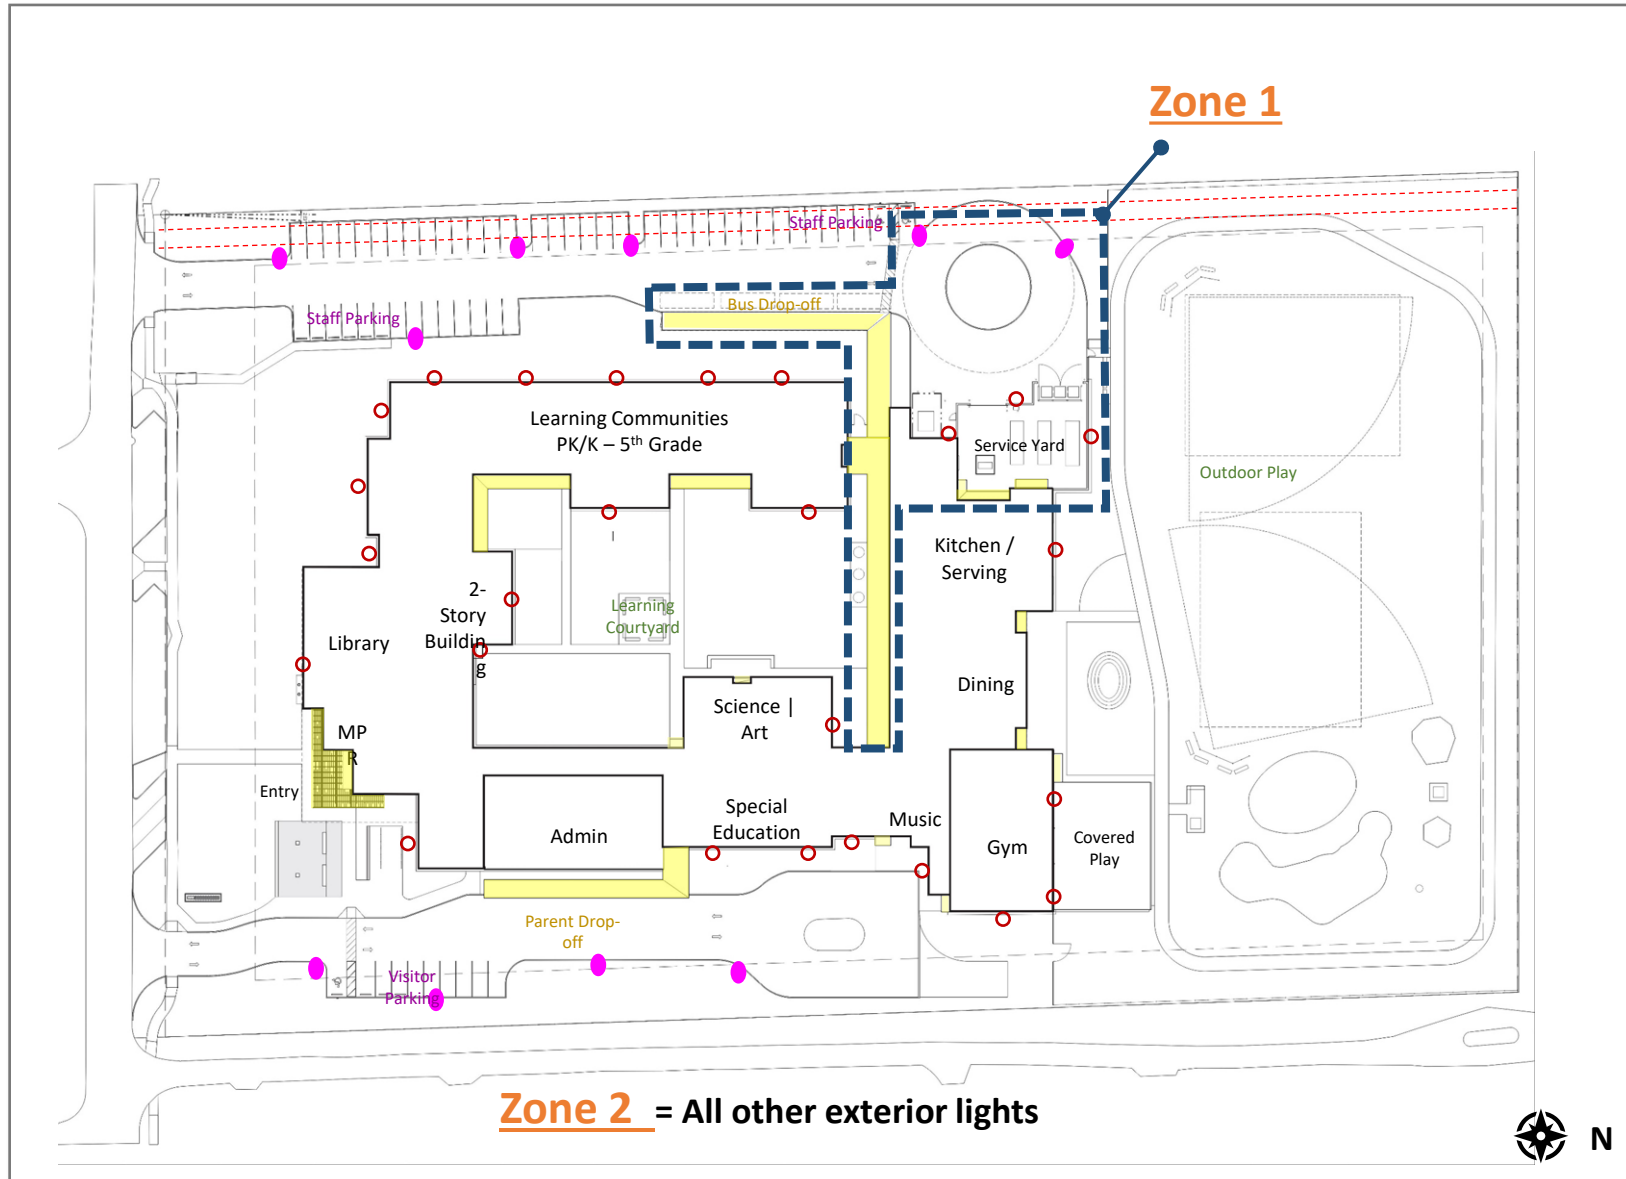 Zone 1
Staff Parking
Bus Drop-off
Staff Parking
Learning Communities
PK/K – 5th Grade
Service Yard
Outdoor Play
Kitchen /
Serving
2-
Story
Buildin
g
Learning
Courtyard
Library
Dining
Science |
Art
MP
R
Entry
Special
Education
Music
Admin
Gym
Covered
Play
Parent Drop-
off
Visitor
Parking
Zone 2 = All other exterior lights
N